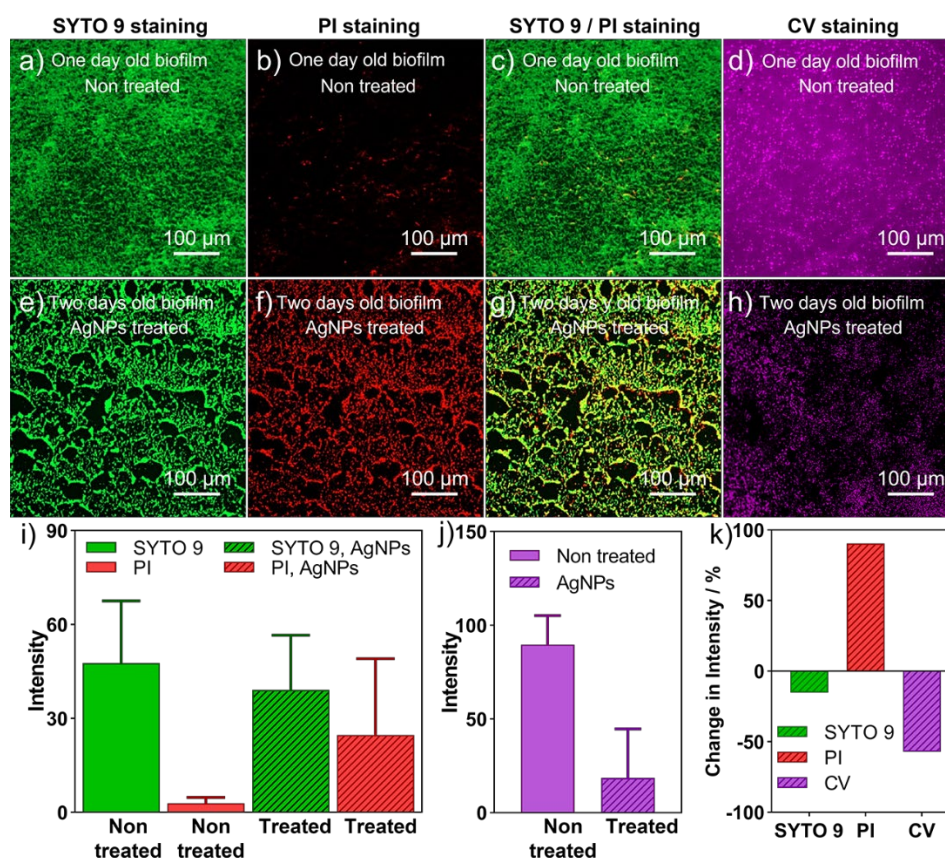 SYTO 9 staining
PI staining
SYTO 9 / PI staining
CV staining
a) One day old biofilm
Non treated
100 μm
b) One day old biofilm
Non treated
100 μm
c) One day old biofilm
Non treated
100 μm
d) One day old biofilm
Non treated
100 μm
e) Two days old biofilm
AgNPs treated
100 μm
f) Two days old biofilm
AgNPs treated
100 μm
g) Two days y old biofilm
AgNPs treated
100 μm
h) Two days old biofilm
AgNPs treated
100 μm
i)
SYTO 9
SYTO 9, AgNPs
PI
PI, AgNPs
Intensity
90
60
30
0
Non
treated
Non
treated
Treated
Treated
j)
Non treated
AgNPs
Intensity
150
100
50
0
Non
treated
Treated
k)
Change in Intensity / %
100
50
0
-50
-100
SYTO 9
PI
CV
SYTO 9
PI
CV